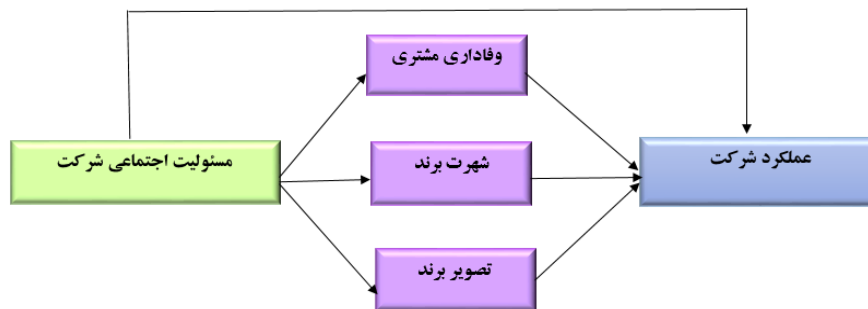 وفاداری مشتری
مسئولیت اجتماعی شرکت
شهرت برند
عملکرد شرکت
تصویر برند